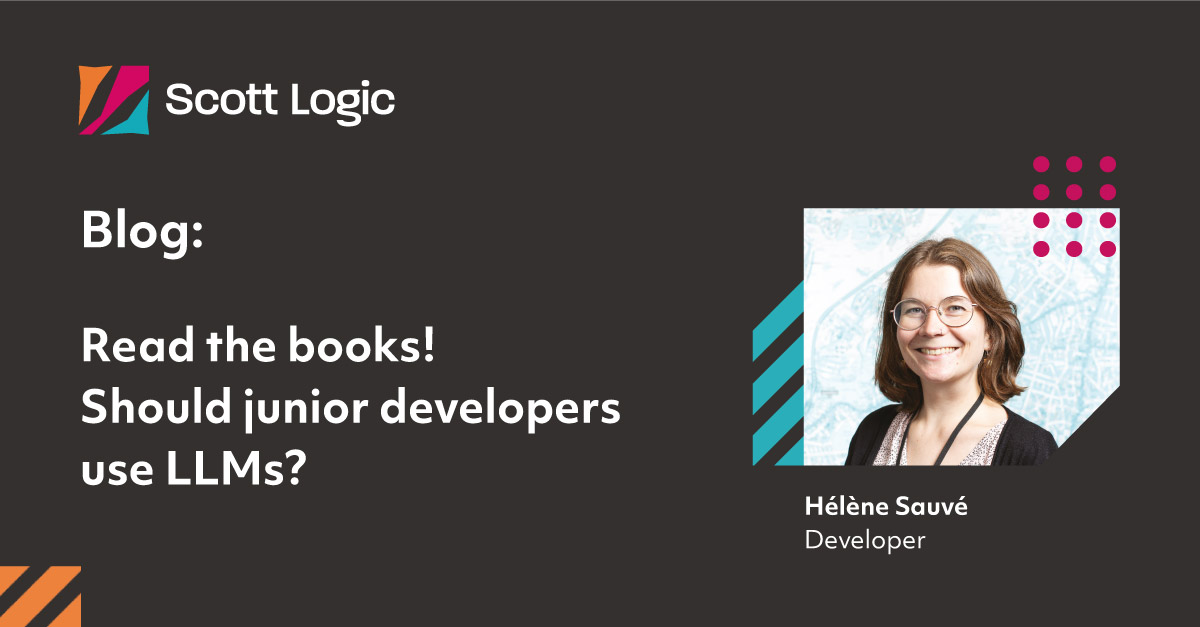 Scott Logic
Blog:
Read the books!
Should junior developers
use LLMs?
Hélène Sauvé
Developer